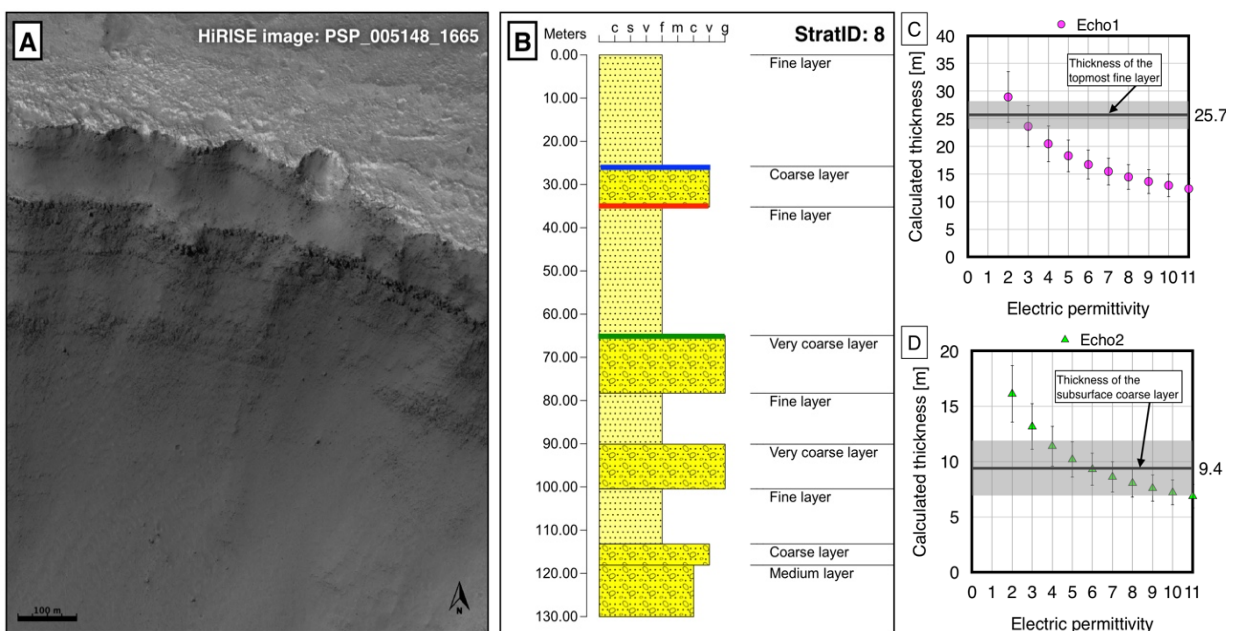 A
HiRISE image: PSP_005148_1665
100 m
N
B
Meters
c s v f m c v g
StratID: 8
0.00
10.00
20.00
30.00
40.00
50.00
60.00
70.00
80.00
90.00
100.00
110.00
120.00
130.00
Fine layer
Coarse layer
Fine layer
Very coarse layer
Fine layer
Very coarse layer
Fine layer
Coarse layer
Medium layer
C
Echo1
Calculated thickness [m]
40
35
30
25
20
15
10
5
0
Thickness of the
topmost fine layer
25.7
0 1 2 3 4 5 6 7 8 9 10 11
Electric permittivity
D
Echo2
Calculated thickness [m]
20
15
10
5
0
Thickness of the
subsurface coarse layer
9.4
0 1 2 3 4 5 6 7 8 9 10 11
Electric permittivity